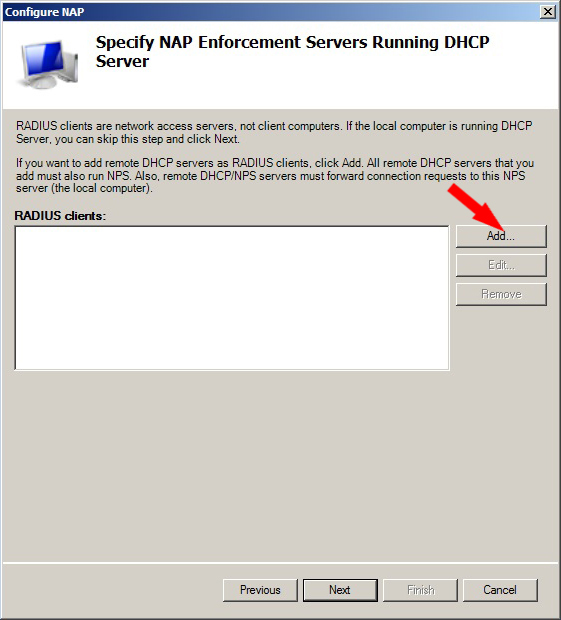 Configure NAP
Specify NAP Enforcement Servers Running DHCP
Server
RADIUS clients are network access servers, not client computers. If the local computer is running DHCP
Server, you can skip this step and click Next.
If you want to add remote DHCP servers as RADIUS clients, click Add. All remote DHCP servers that you
add must also run NPS. Also, remote DHCP/NPS servers must forward connection requests to this NPS
server (the local computer).
RADIUS clients:
Add...
Edit...
Remove
Previous
Next
Finish
Cancel